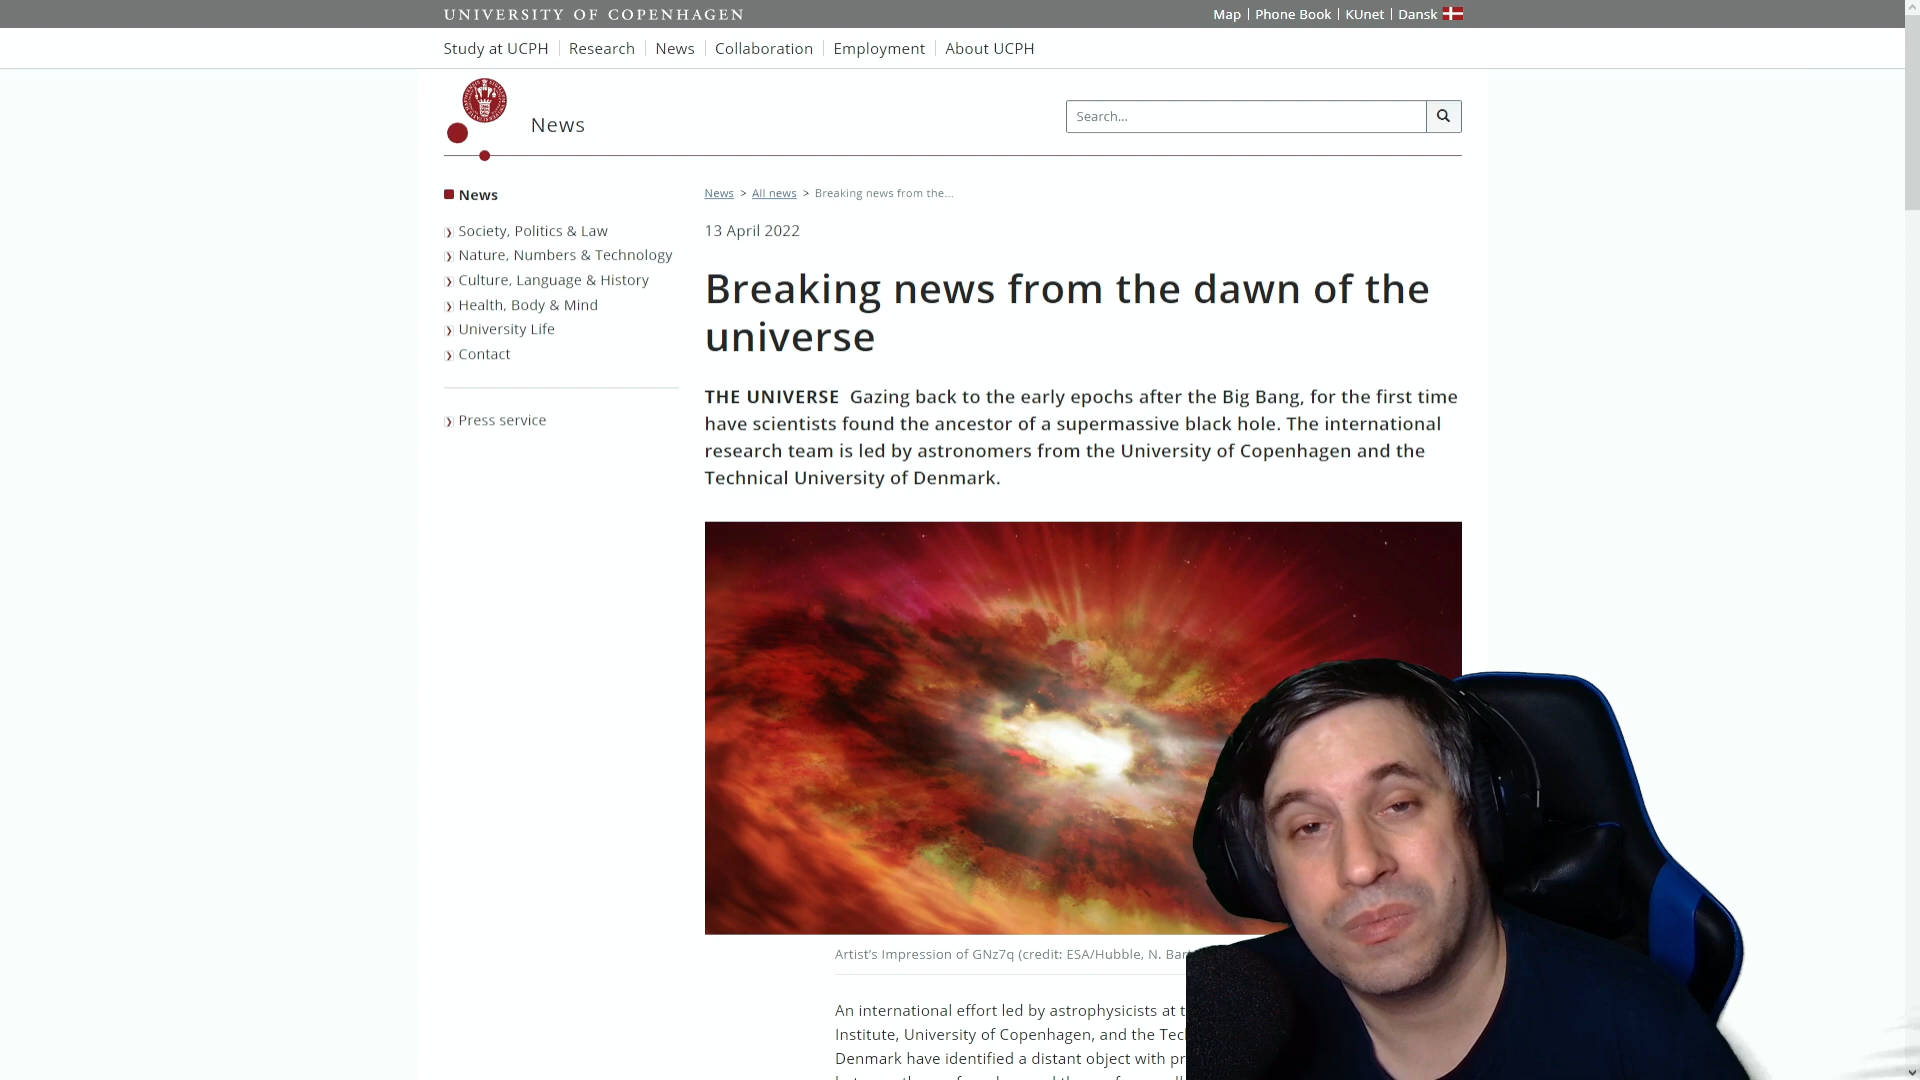 UNIVERSITY OF COPENHAGEN
Map | Phone Book | KUnet | Dansk
Study at UCPH | Research | News | Collaboration | Employment | About UCPH
News
Search...
News
Society, Politics & Law
Nature, Numbers & Technology
Culture, Language & History
Health, Body & Mind
University Life
Contact
Press service
News > All news > Breaking news from the...
13 April 2022
Breaking news from the dawn of the
universe
THE UNIVERSE Gazing back to the early epochs after the Big Bang, for the first time
have scientists found the ancestor of a supermassive black hole. The international
research team is led by astronomers from the University of Copenhagen and the
Technical University of Denmark.
Artist's Impression of GNz7q (credit: ESA/Hubble, N.
An international effort led by astrophysicists at
Institute, University of Copenhagen, and the
Denmark have identified a distant object with